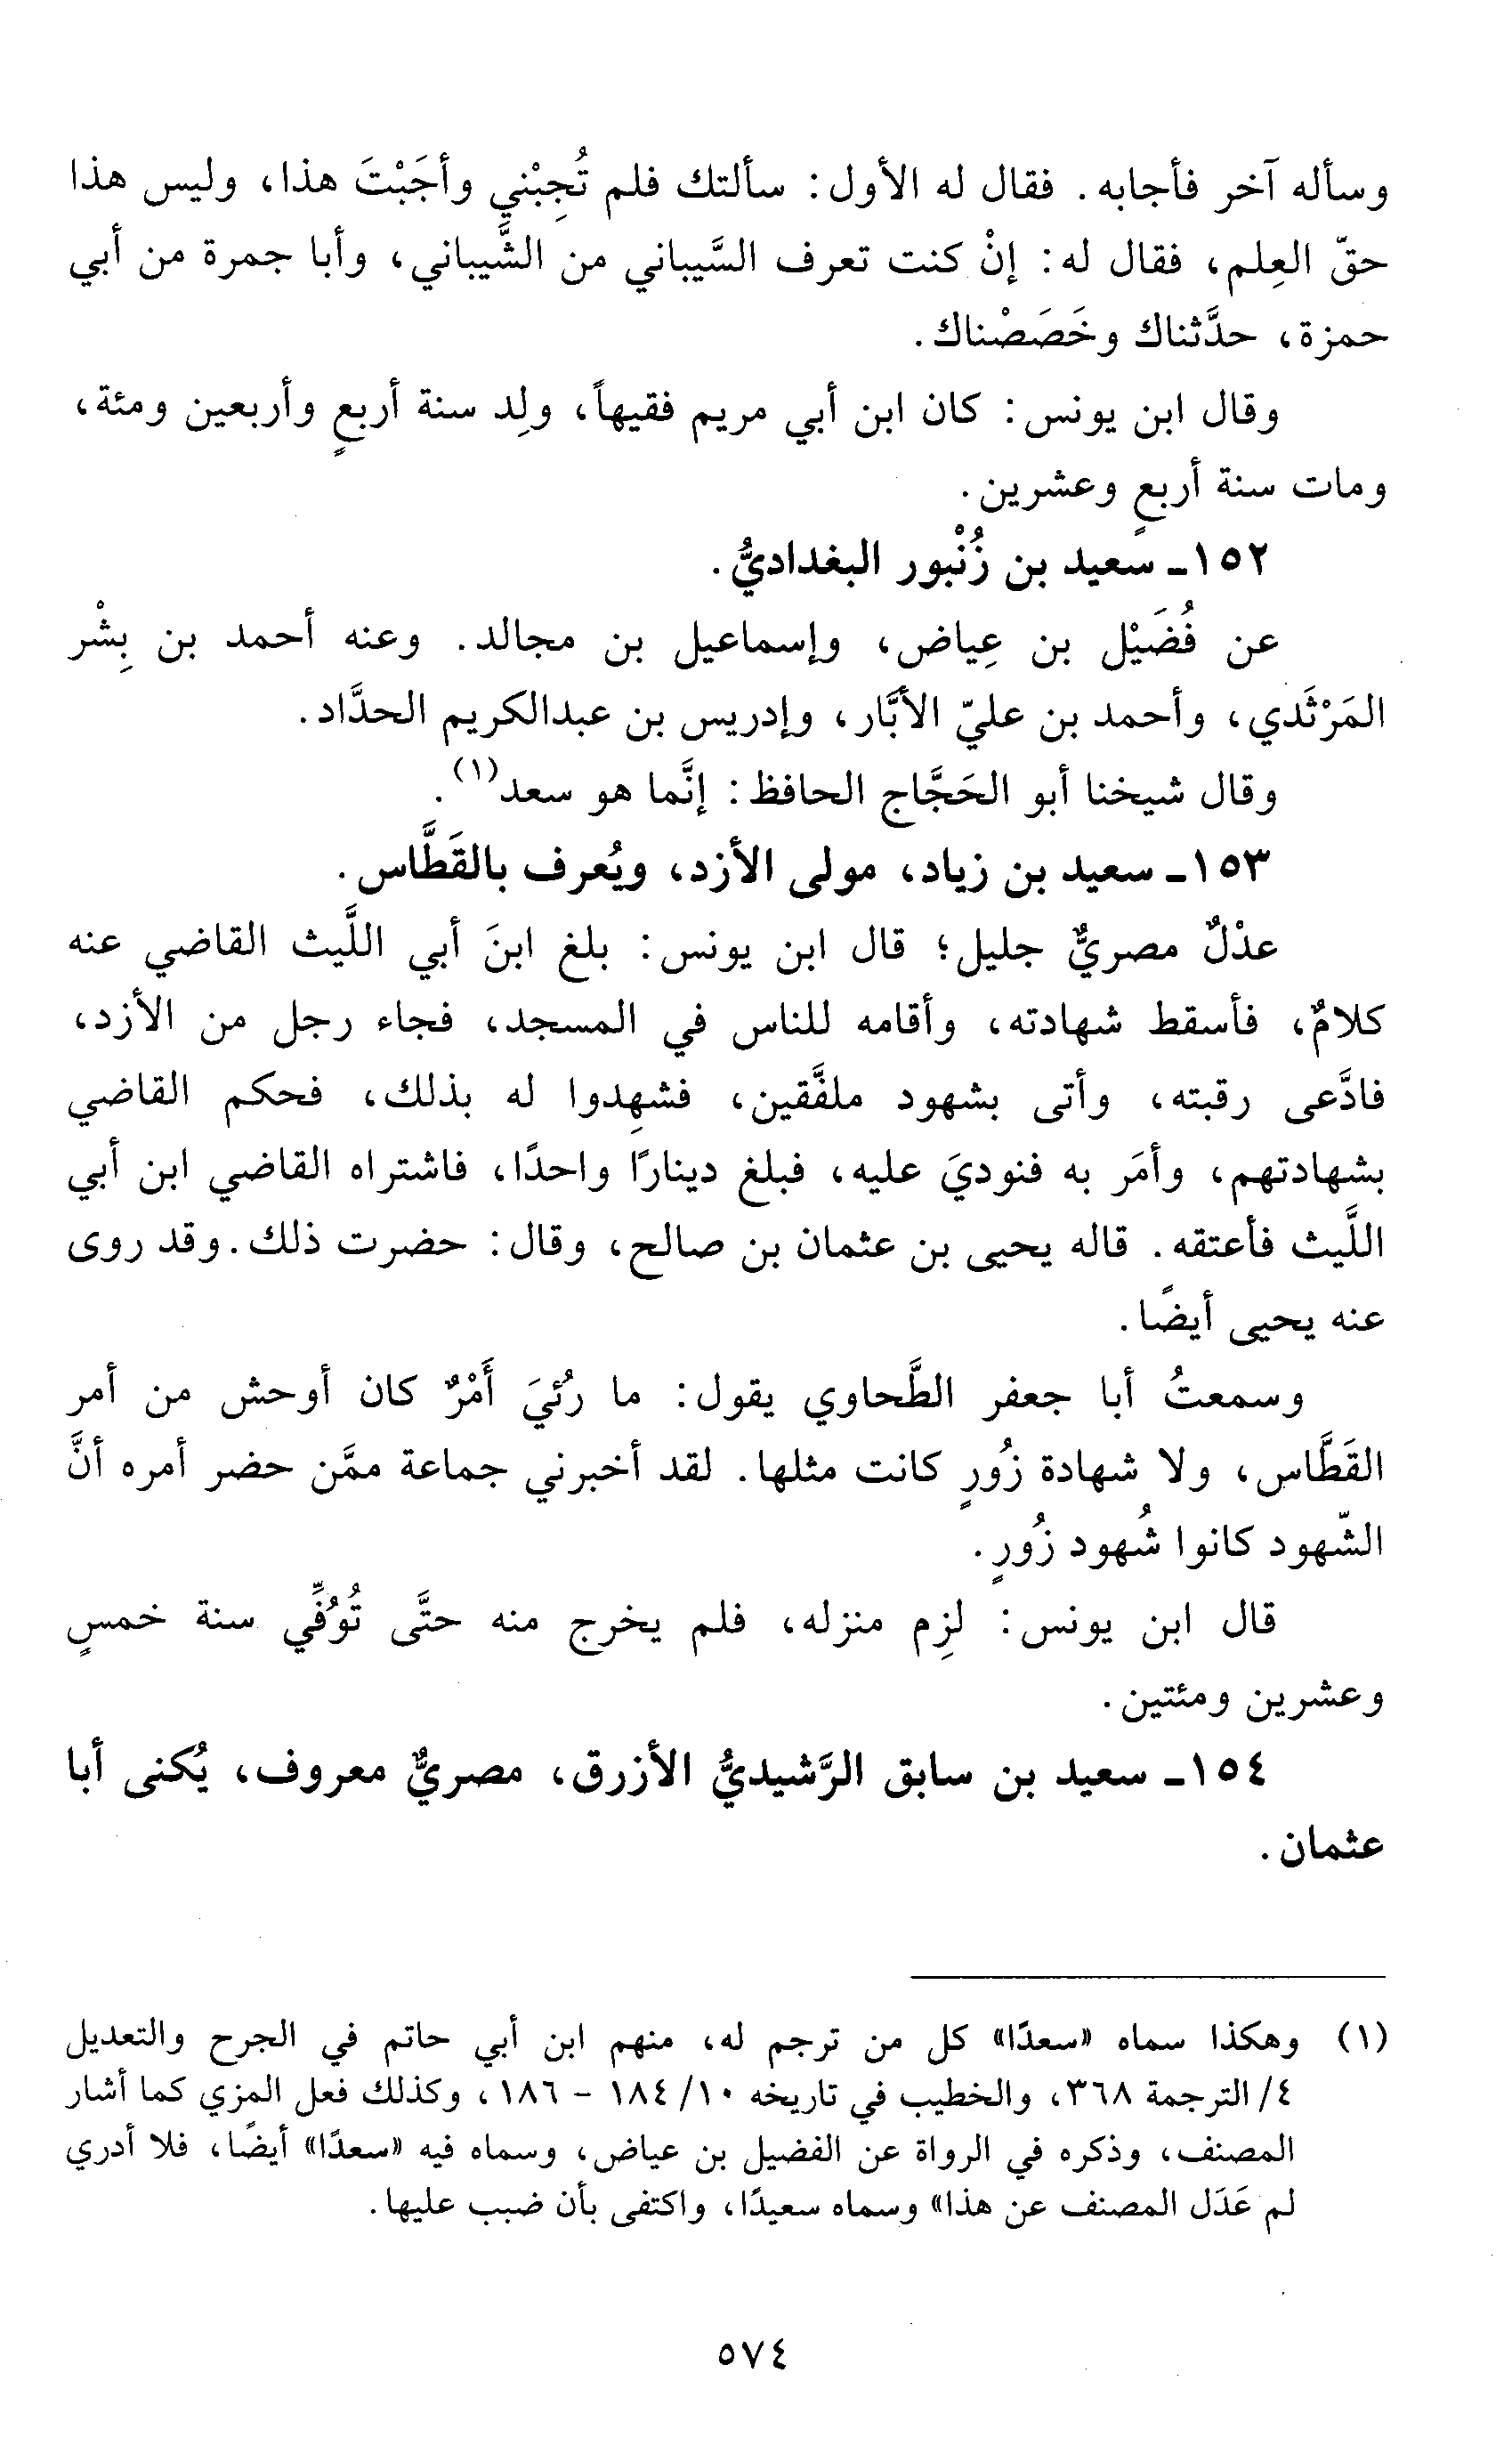 وسأله آخر فأجابه. فقال له الأول: سألتك فلم تُجِبْني وأجَبْتَ هذا، وليس هذا
حقّ العِلم، فقال له: إنْ كنت تعرف السَّيباني من الشَّيباني، وأبا جمرة من أبي
حمزة، حدَّثناك وخَصَصْناك.
وقال ابن يونس: كان ابن أبي مريم فقيهاً، ولِد سنة أربعٍ وأربعين ومئة،
ومات سنة أربعٍ وعشرين.
١٥٢ـ سعيد بن زُنْبور البغداديُّ.
عن فُضَيْل بن عِياض، وإسماعيل بن مجالد. وعنه أحمد بن بِشْر
المَرْثَدي، وأحمد بن عليّ الأبَّار، وإدريس بن عبدالكريم الحدَّاد.
وقال شيخنا أبو الحَجَّاج الحافظ: إنَّما هو سعد(١).
١٥٣ـ سعيد بن زياد، مولى الأزد، ويُعرف بالقَطَّاس.
عدْلٌ مصريٌّ جليل؛ قال ابن يونس: بلغ ابنَ أبي اللَّيث القاضي عنه
كلامٌ، فأسقط شهادته، وأقامه للناس في المسجد، فجاء رجل من الأزد،
فادَّعى رقبته، وأتى بشهود ملفَّقين، فشهِدوا له بذلك، فحكم القاضي
بشهادتهم، وأمَر به فنوديَ عليه، فبلغ دينارًا واحدًا، فاشتراه القاضي ابن أبي
اللَّيث فأعتقه. قاله يحيى بن عثمان بن صالح، وقال: حضرت ذلك. وقد روى
عنه يحيى أيضًا.
وسمعتُ أبا جعفر الطَّحاوي يقول: ما رُئيَ أَمْرٌ كان أوحش من أمر
القَطَّاس، ولا شهادة زُورٍ كانت مثلها. لقد أخبرني جماعة ممَّن حضر أمره أنَّ
الشّهود كانوا شُهود زُورٍ.
قال ابن يونس: لزِم منزله، فلم يخرج منه حتَّى تُوُفِّي سنة خمسٍ
وعشرين ومئتين.
١٥٤ـ سعيد بن سابق الرَّشيديُّ الأزرق، مصريٌّ معروف، يُكنى أبا
عثمان.
(١) وهكذا سماه «سعدًا» كل من ترجم له، منهم ابن أبي حاتم في الجرح والتعديل
٤/ الترجمة ٣٦٨، والخطيب في تاريخه ١٠/ ١٨٤ - ١٨٦، وكذلك فعل المزي كما أشار
المصنف، وذكره في الرواة عن الفضيل بن عياض، وسماه فيه «سعدًا» أيضًا، فلا أدري
لم عَدَل المصنف عن هذا» وسماه سعيدًا، واكتفى بأن ضبب عليها.
٥٧٤